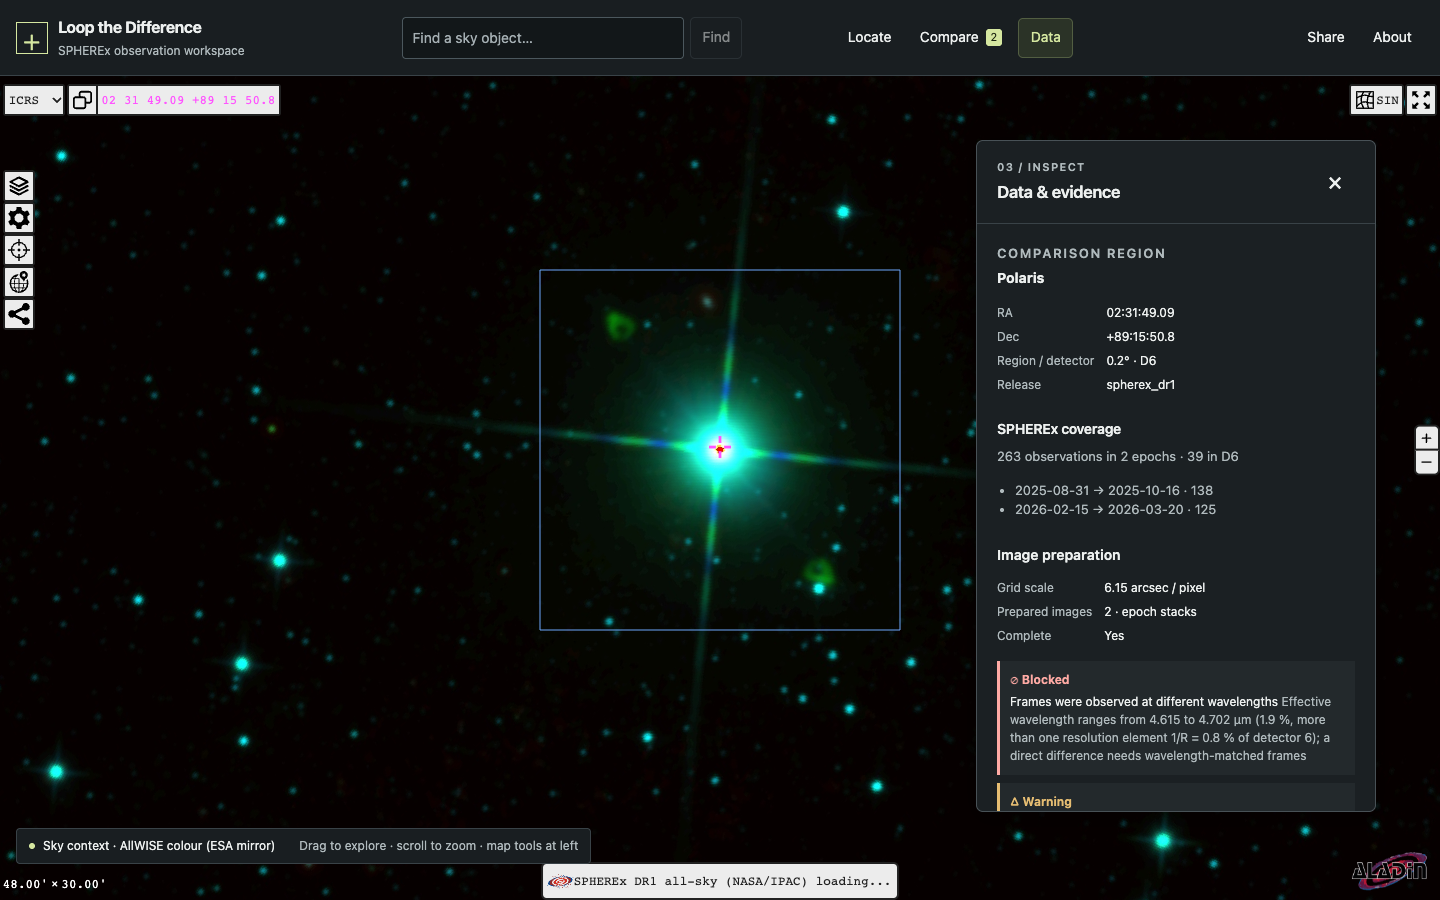 Loop the Difference
SPHEREx observation workspace
Find a sky object...
Find
Locate
Compare 2
Data
Share
About
ICRS
02 31 49.09 +89 15 50.8
SIN
03 / INSPECT
Data & evidence
COMPARISON REGION
Polaris
RA 02:31:49.09
Dec +89:15:50.8
Region / detector 0.2° · D6
Release spherex_dr1
SPHEREx coverage
263 observations in 2 epochs · 39 in D6
• 2025-08-31 → 2025-10-16 · 138
• 2026-02-15 → 2026-03-20 · 125
Image preparation
Grid scale 6.15 arcsec / pixel
Prepared images 2 · epoch stacks
Complete Yes
⊘ Blocked
Frames were observed at different wavelengths Effective
wavelength ranges from 4.615 to 4.702 µm (1.9 %, more
than one resolution element 1/R = 0.8 % of detector 6); a
direct difference needs wavelength-matched frames
Δ Warning
+
−
Sky context · AllWISE colour (ESA mirror)
Drag to explore · scroll to zoom · map tools at left
48.00' × 30.00'
SPHEREx DR1 all-sky (NASA/IPAC) loading...
ALADiN